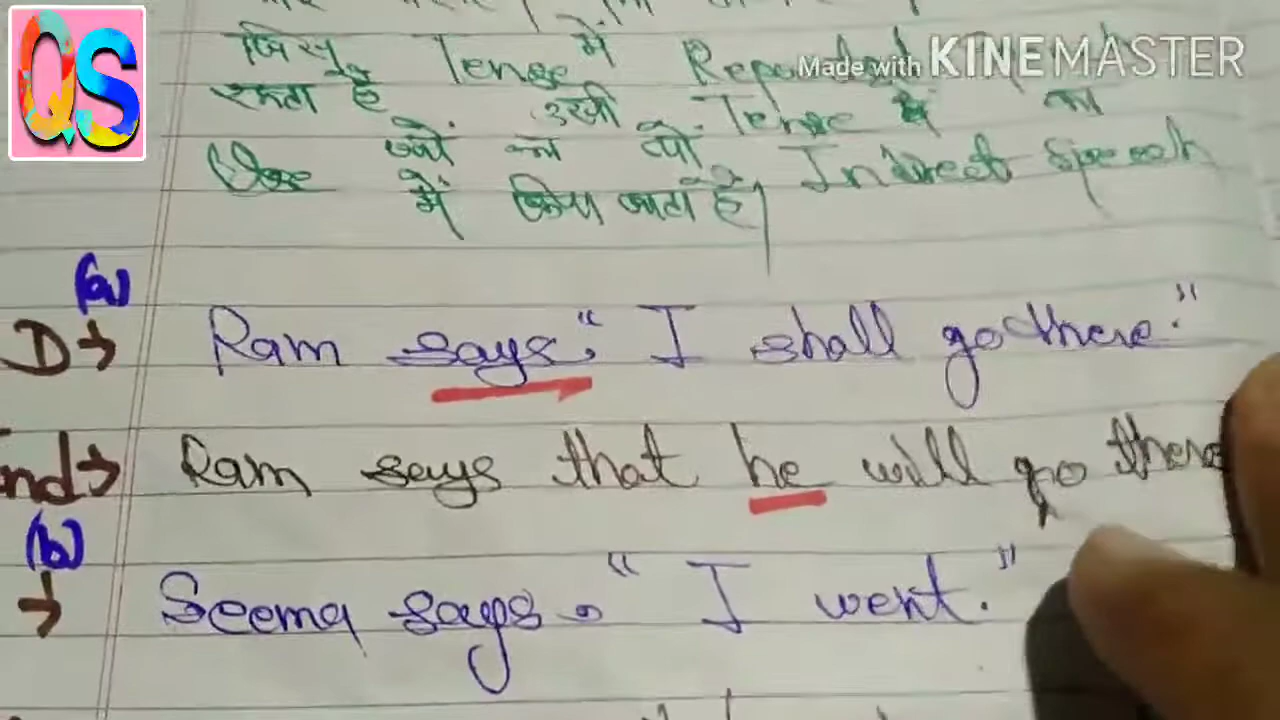 QS
Made with KINEMASTER
जिस Tense में
रहता है उसी Tense का
ज्यों का त्यों Indirect Speech
Use में किया जाता है।
(a)
D→ Ram says, “I shall go there.”
Ind→ Ram says that he will go there
(b)
→ Seema says, “I went.”